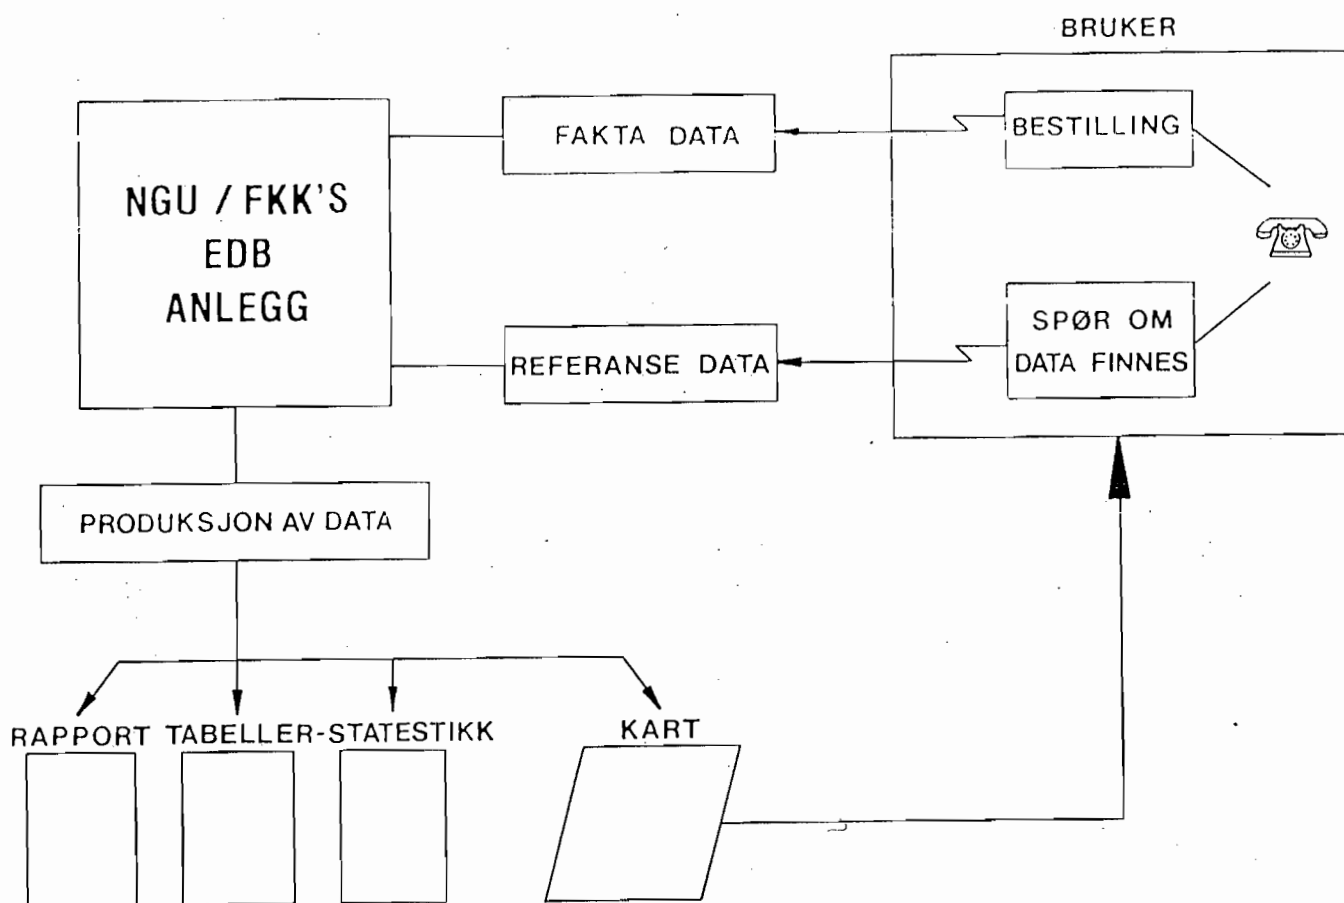 BRUKER
NGU / FKK'S
EDB
ANLEGG
FAKTA DATA
BESTILLING
REFERANSE DATA
SPØR OM
DATA FINNES
PRODUKSJON AV DATA
RAPPORT TABELLER-STATESTIKK
KART